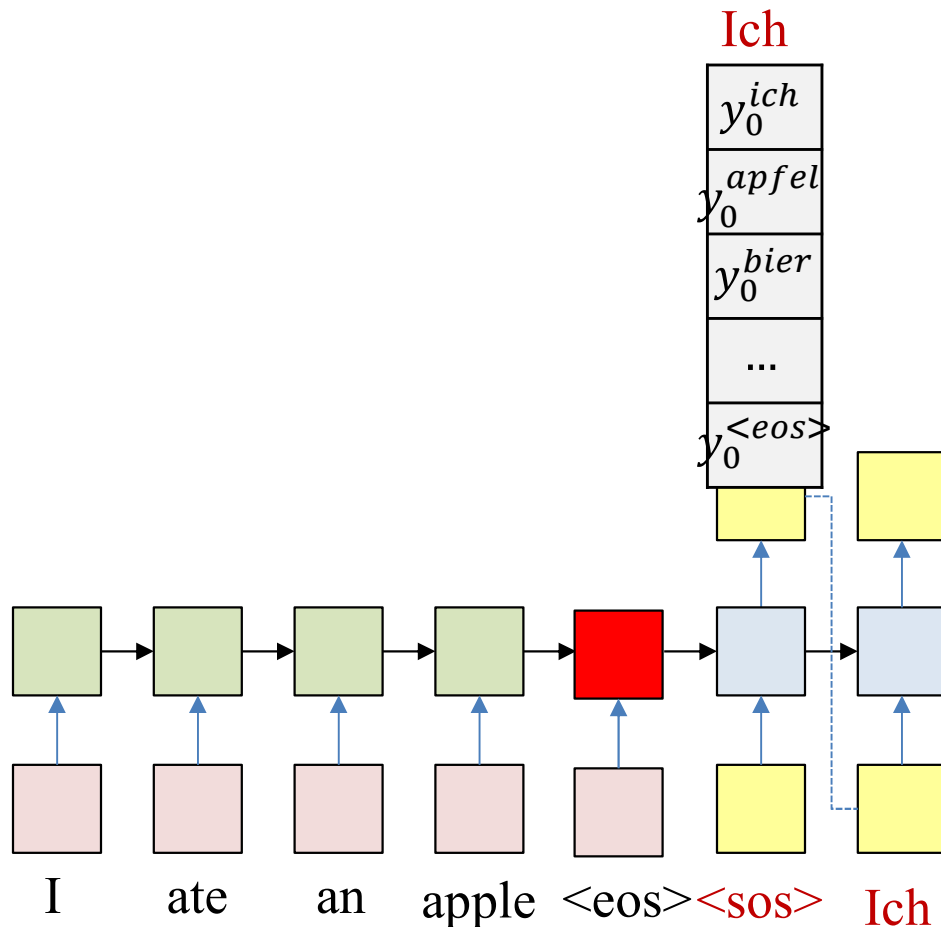 Ich
y_0^{ich}
y_0^{apfel}
y_0^{bier}
...
y_0^{<eos>}
I ate an apple <eos> <sos> Ich